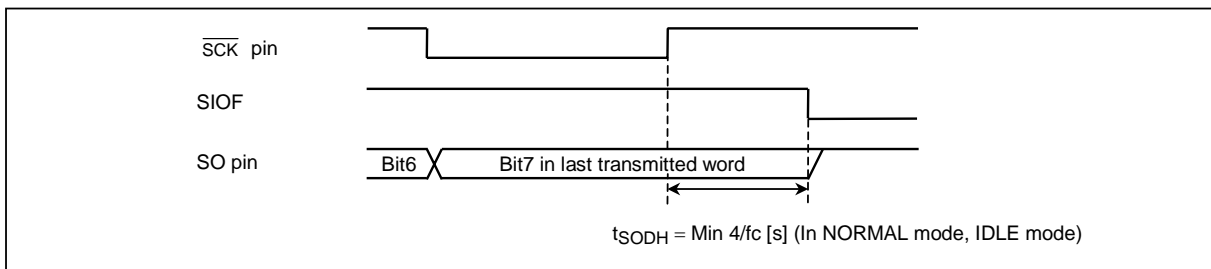 SCK pin
SIOF
SO pin
Bit6
Bit7 in last transmitted word
tSODH = Min 4/fc [s] (In NORMAL mode, IDLE mode)